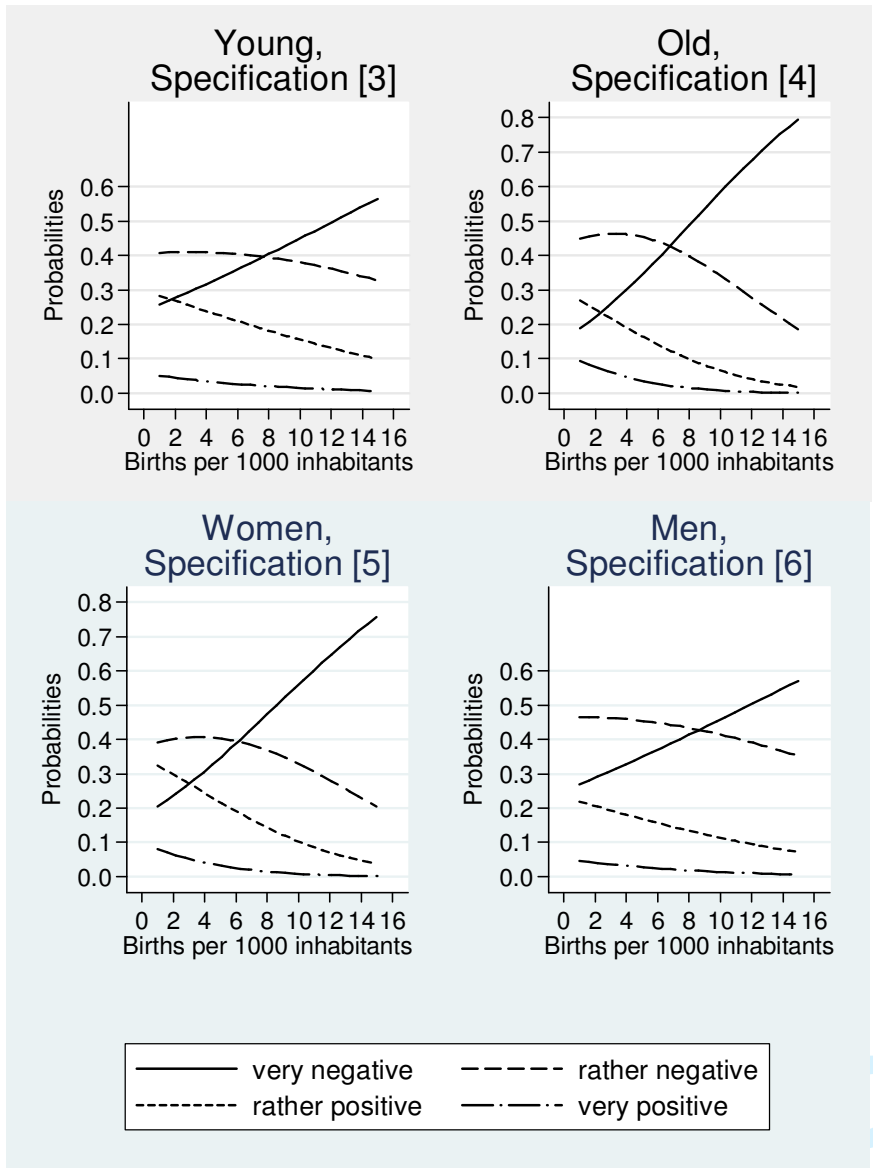 Young,
Specification [3]
Probabilities
0.6
0.5
0.4
0.3
0.2
0.1
0.0
0 2 4 6 8 10 12 14 16
Births per 1000 inhabitants
Old,
Specification [4]
Probabilities
0.8
0.7
0.6
0.5
0.4
0.3
0.2
0.1
0.0
0 2 4 6 8 10 12 14 16
Births per 1000 inhabitants
Women,
Specification [5]
Probabilities
0.8
0.7
0.6
0.5
0.4
0.3
0.2
0.1
0.0
0 2 4 6 8 10 12 14 16
Births per 1000 inhabitants
Men,
Specification [6]
Probabilities
0.6
0.5
0.4
0.3
0.2
0.1
0.0
0 2 4 6 8 10 12 14 16
Births per 1000 inhabitants
very negative rather negative
rather positive very positive